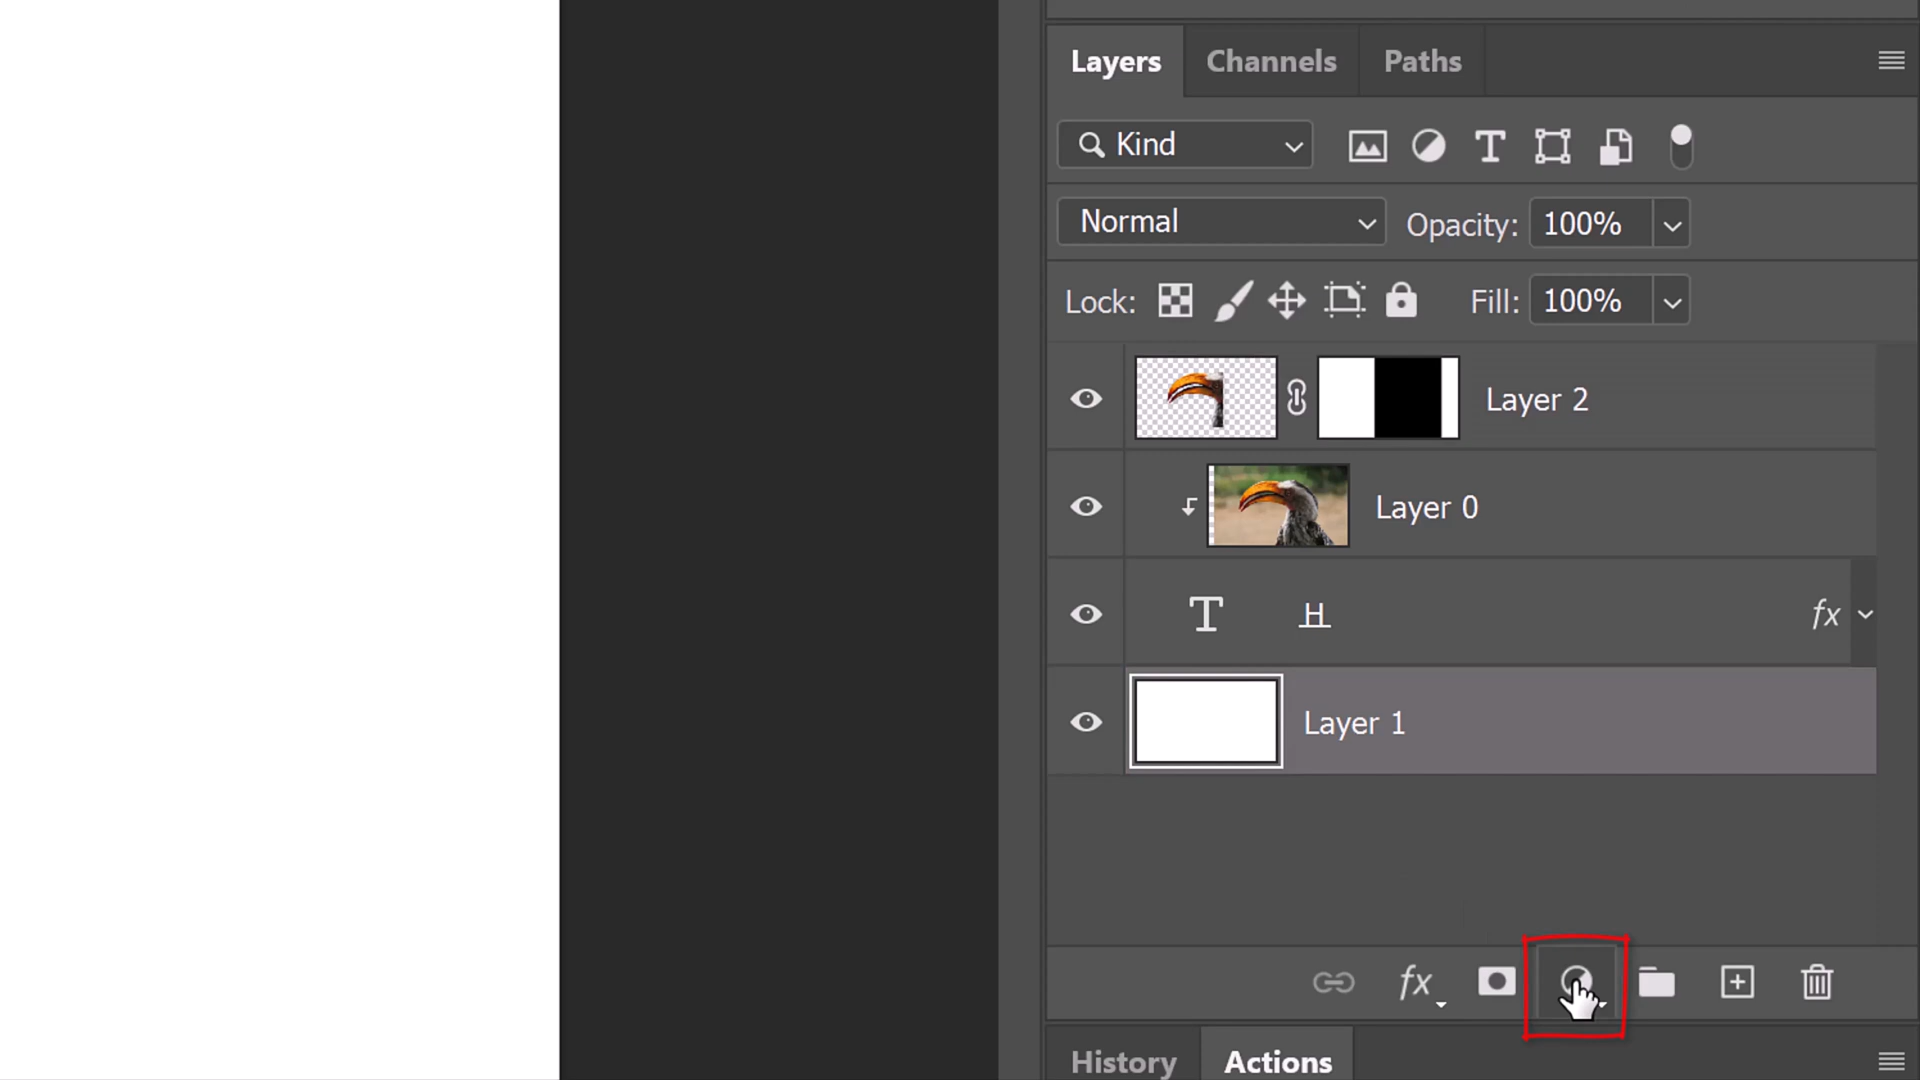 Layers Channels Paths
Kind T
Normal Opacity: 100%
Lock: Fill: 100%
Layer 2
Layer 0
T H fx
Layer 1
fx
History Actions